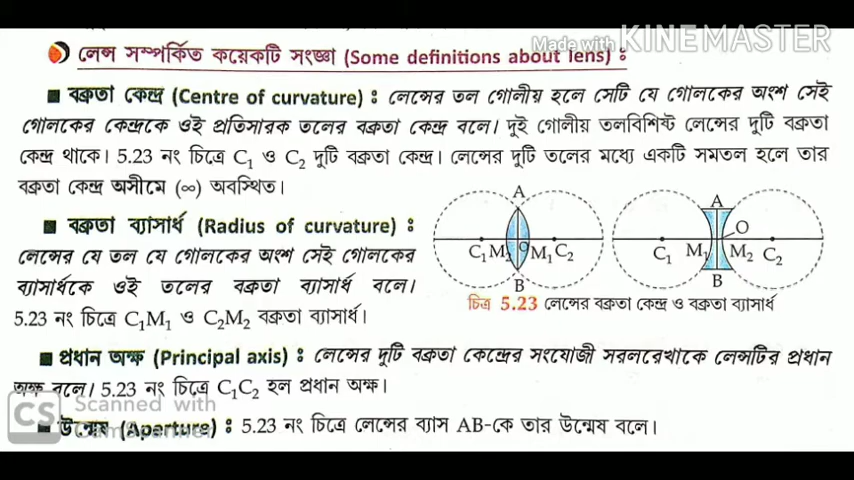 Made with KINEMASTER
লেন্স সম্পর্কিত কয়েকটি সংজ্ঞা (Some definitions about lens) :
■ বক্রতা কেন্দ্র (Centre of curvature) : লেন্সের তল গোলীয় হলে সেটি যে গোলকের অংশ সেই
গোলকের কেন্দ্রকে ওই প্রতিসারক তলের বক্রতা কেন্দ্র বলে। দুই গোলীয় তলবিশিষ্ট লেন্সের দুটি বক্রতা
কেন্দ্র থাকে। 5.23 নং চিত্রে C₁ ও C₂ দুটি বক্রতা কেন্দ্র। লেন্সের দুটি তলের মধ্যে একটি সমতল হলে তার
বক্রতা কেন্দ্র অসীমে (∞) অবস্থিত।
■ বক্রতা ব্যাসার্ধ (Radius of curvature) :
লেন্সের যে তল যে গোলকের অংশ সেই গোলকের
ব্যাসার্ধকে ওই তলের বক্রতা ব্যাসার্ধ বলে।
5.23 নং চিত্রে C₁M₁ ও C₂M₂ বক্রতা ব্যাসার্ধ।
A
C₁ M₂ O M₁ C₂
B
A
O
C₁ M₁ M₂ C₂
B
চিত্র 5.23 লেন্সের বক্রতা কেন্দ্র ও বক্রতা ব্যাসার্ধ
■ প্রধান অক্ষ (Principal axis) : লেন্সের দুটি বক্রতা কেন্দ্রের সংযোজী সরলরেখাকে লেন্সটির প্রধান
অক্ষ বলে। 5.23 নং চিত্রে C₁C₂ হল প্রধান অক্ষ।
■ উন্মেষ (Aperture) : 5.23 নং চিত্রে লেন্সের ব্যাস AB-কে তার উন্মেষ বলে।
CS Scanned with
CamScanner